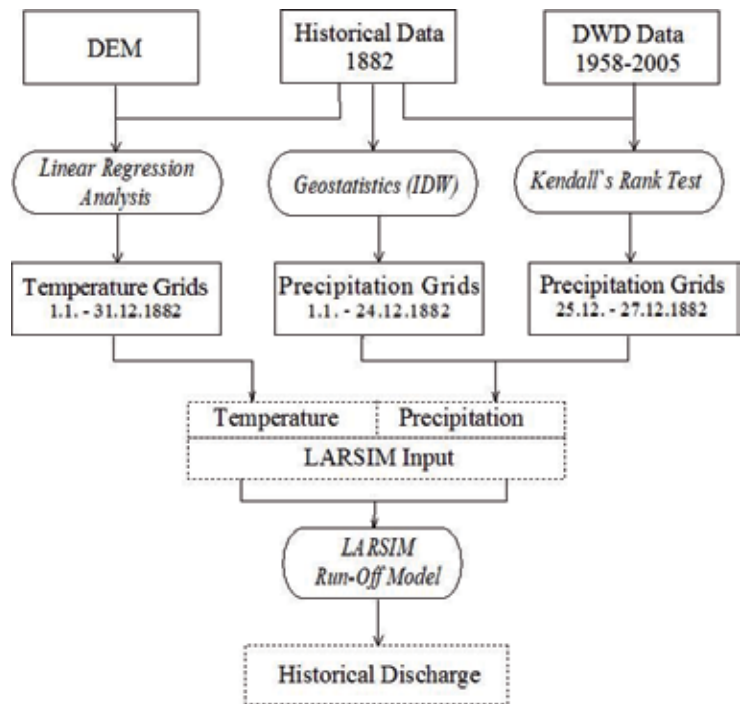 DEM
Historical Data
1882
DWD Data
1958-2005
Linear Regression
Analysis
Geostatistics (IDW)
Kendall`s Rank Test
Temperature Grids
1.1. - 31.12.1882
Precipitation Grids
1.1. - 24.12.1882
Precipitation Grids
25.12. - 27.12.1882
Temperature
Precipitation
LARSIM Input
LARSIM
Run-Off Model
Historical Discharge